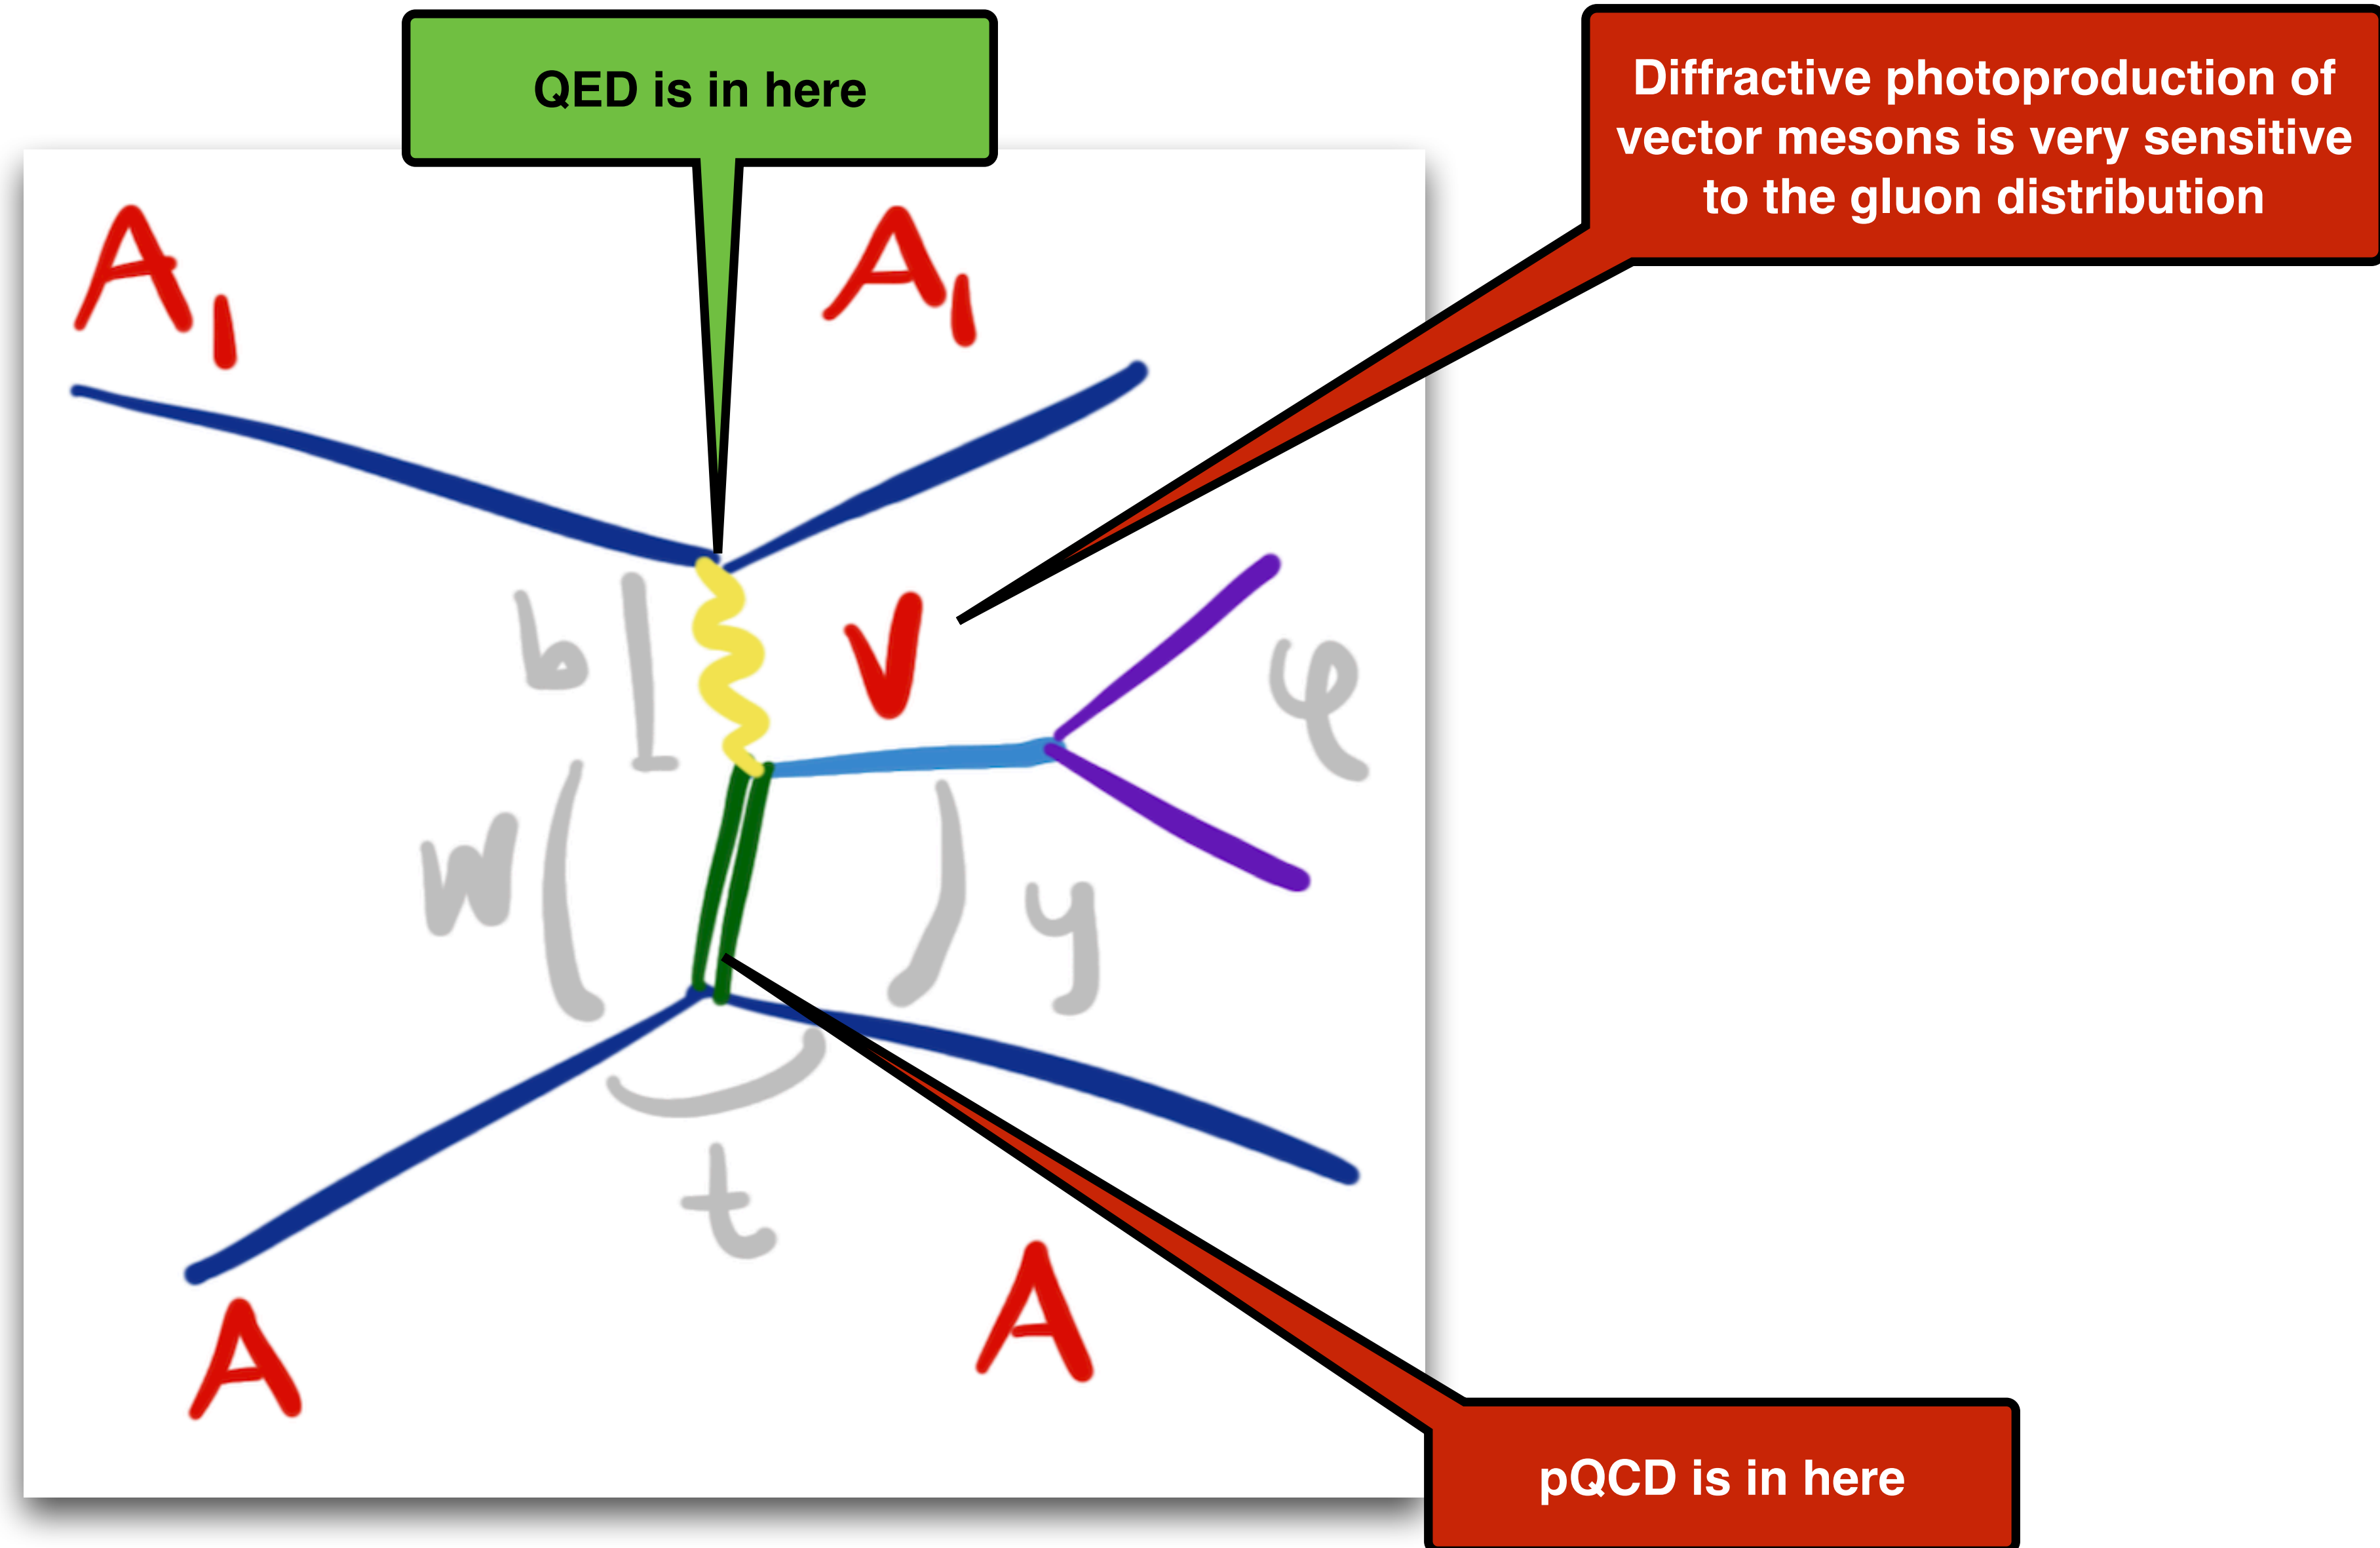 QED is in here
Diffractive photoproduction of
vector mesons is very sensitive
to the gluon distribution
A1
A1
b
V
φ
W
y
t
A
A
pQCD is in here